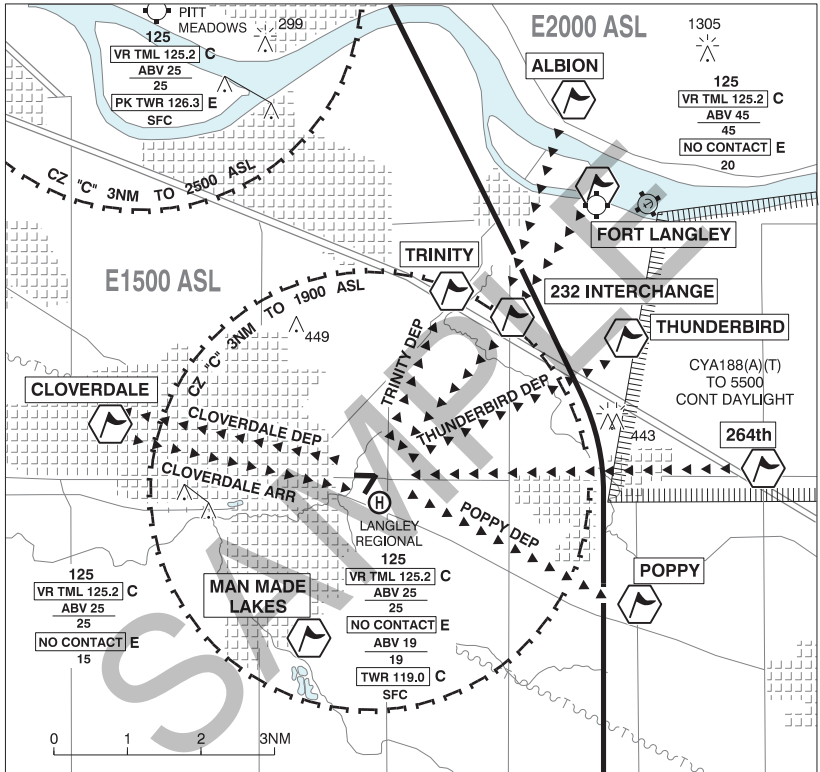 PITT
MEADOWS
299
125
VR TML 125.2 C
ABV 25
25
PK TWR 126.3 E
SFC
E2000 ASL
1305
ALBION
125
VR TML 125.2 C
ABV 45
45
NO CONTACT E
20
CZ "C" 3NM TO 2500 ASL
FORT LANGLEY
TRINITY
E1500 ASL
232 INTERCHANGE
CZ "C" 3NM TO 1900 ASL
449
THUNDERBIRD
CYA188(A)(T)
TO 5500
CONT DAYLIGHT
TRINITY DEP
THUNDERBIRD DEP
CLOVERDALE
CLOVERDALE DEP
443
264th
CLOVERDALE ARR
H
LANGLEY
REGIONAL
POPPY DEP
125
VR TML 125.2 C
ABV 25
25
NO CONTACT E
15
MAN MADE
LAKES
125
VR TML 125.2 C
ABV 25
25
NO CONTACT E
ABV 19
19
TWR 119.0 C
SFC
POPPY
0 1 2 3NM
SAMPLE